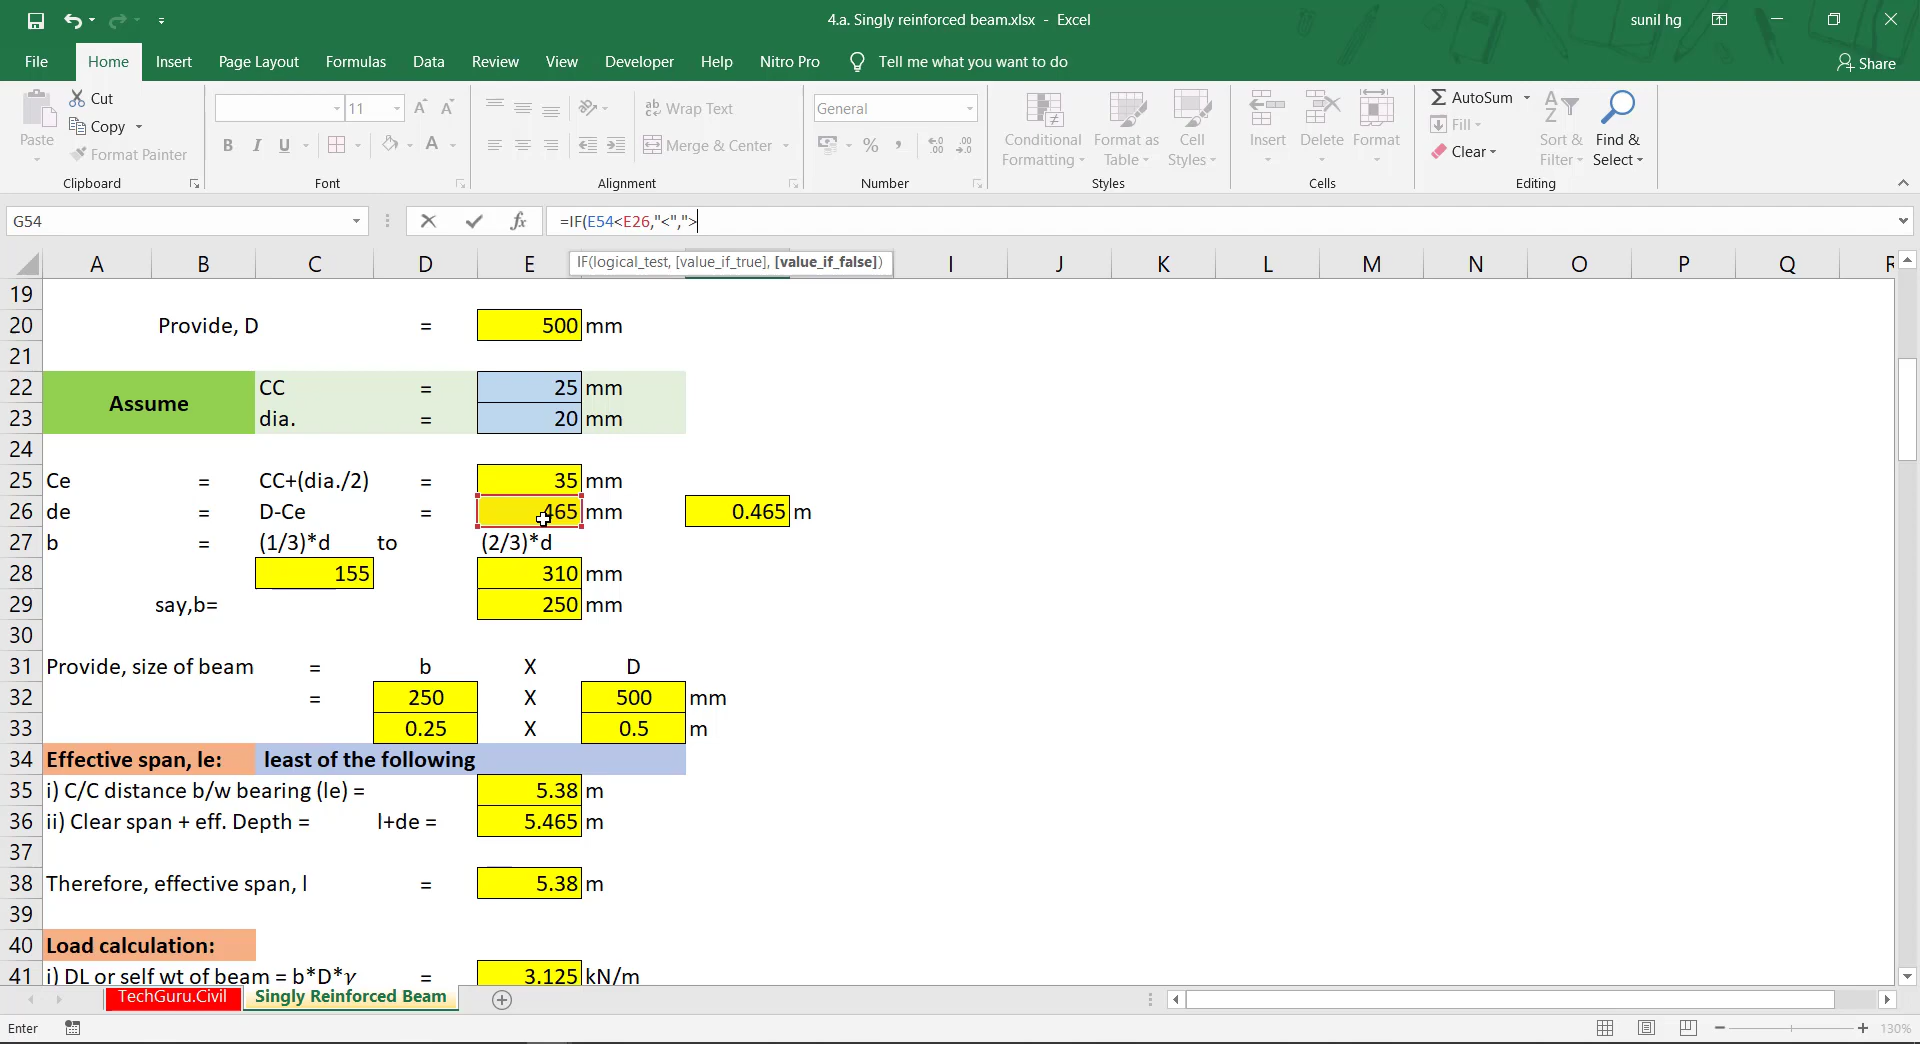 4.a. Singly reinforced beam.xlsx - Excel
sunil hg
File Home Insert Page Layout Formulas Data Review View Developer Help Nitro Pro Tell me what you want to do Share
Paste
Cut
Copy
Format Painter
Clipboard
11
B I U
Font
Wrap Text
Merge & Center
Alignment
General
%
Number
Conditional Formatting
Format as Table
Cell Styles
Styles
Insert Delete Format
Cells
AutoSum
Fill
Clear
Sort & Filter
Find & Select
Editing
G54
fx
=IF(E54<E26,"<",">
IF(logical_test, [value_if_true], [value_if_false])
A B C D E I J K L M N O P Q R
19
20 Provide, D = 500 mm
21
22 CC = 25 mm
Assume
23 dia. = 20 mm
24
25 Ce = CC+(dia./2) = 35 mm
26 de = D-Ce = 465 mm 0.465 m
27 b = (1/3)*d to (2/3)*d
28 155 310 mm
29 say,b= 250 mm
30
31 Provide, size of beam = b X D
32 = 250 X 500 mm
33 0.25 X 0.5 m
34 Effective span, le: least of the following
35 i) C/C distance b/w bearing (le) = 5.38 m
36 ii) Clear span + eff. Depth = l+de = 5.465 m
37
38 Therefore, effective span, l = 5.38 m
39
40 Load calculation:
41 i) DL or self wt of beam = b*D*γ = 3.125 kN/m
TechGuru.Civil Singly Reinforced Beam
Enter
130%